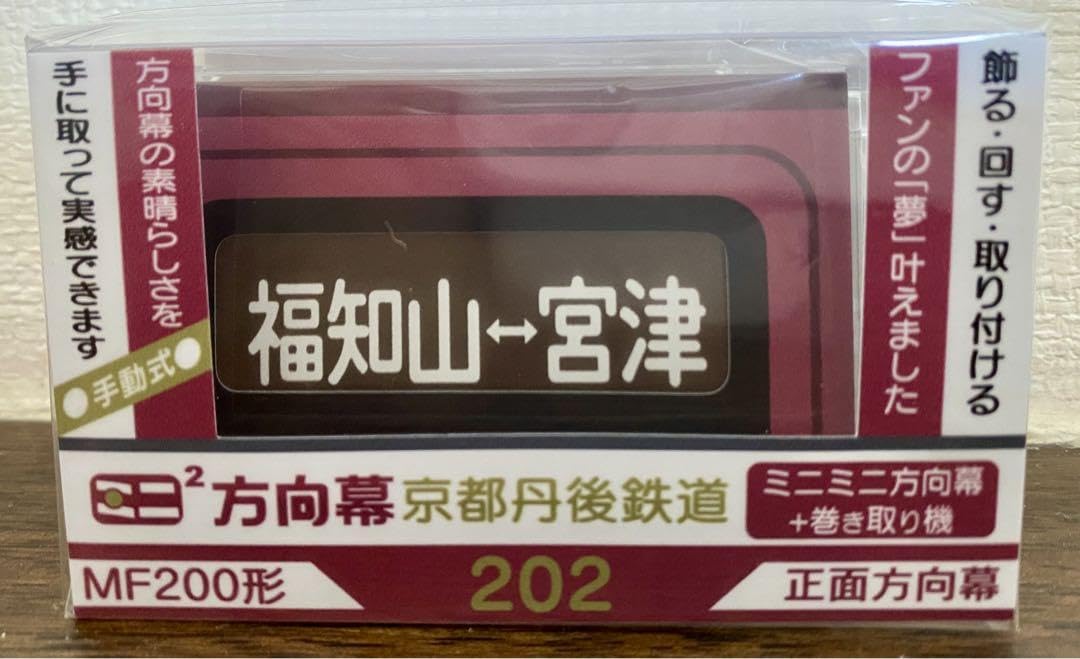 手に取って実感できます
方向幕の素晴らしさを
手動式
福知山↔宮津
飾る・回す・取り付ける
ファンの「夢」叶えました
ミニ²方向幕 京都丹後鉄道
ミニミニ方向幕
+巻き取り機
MF200形
202
正面方向幕